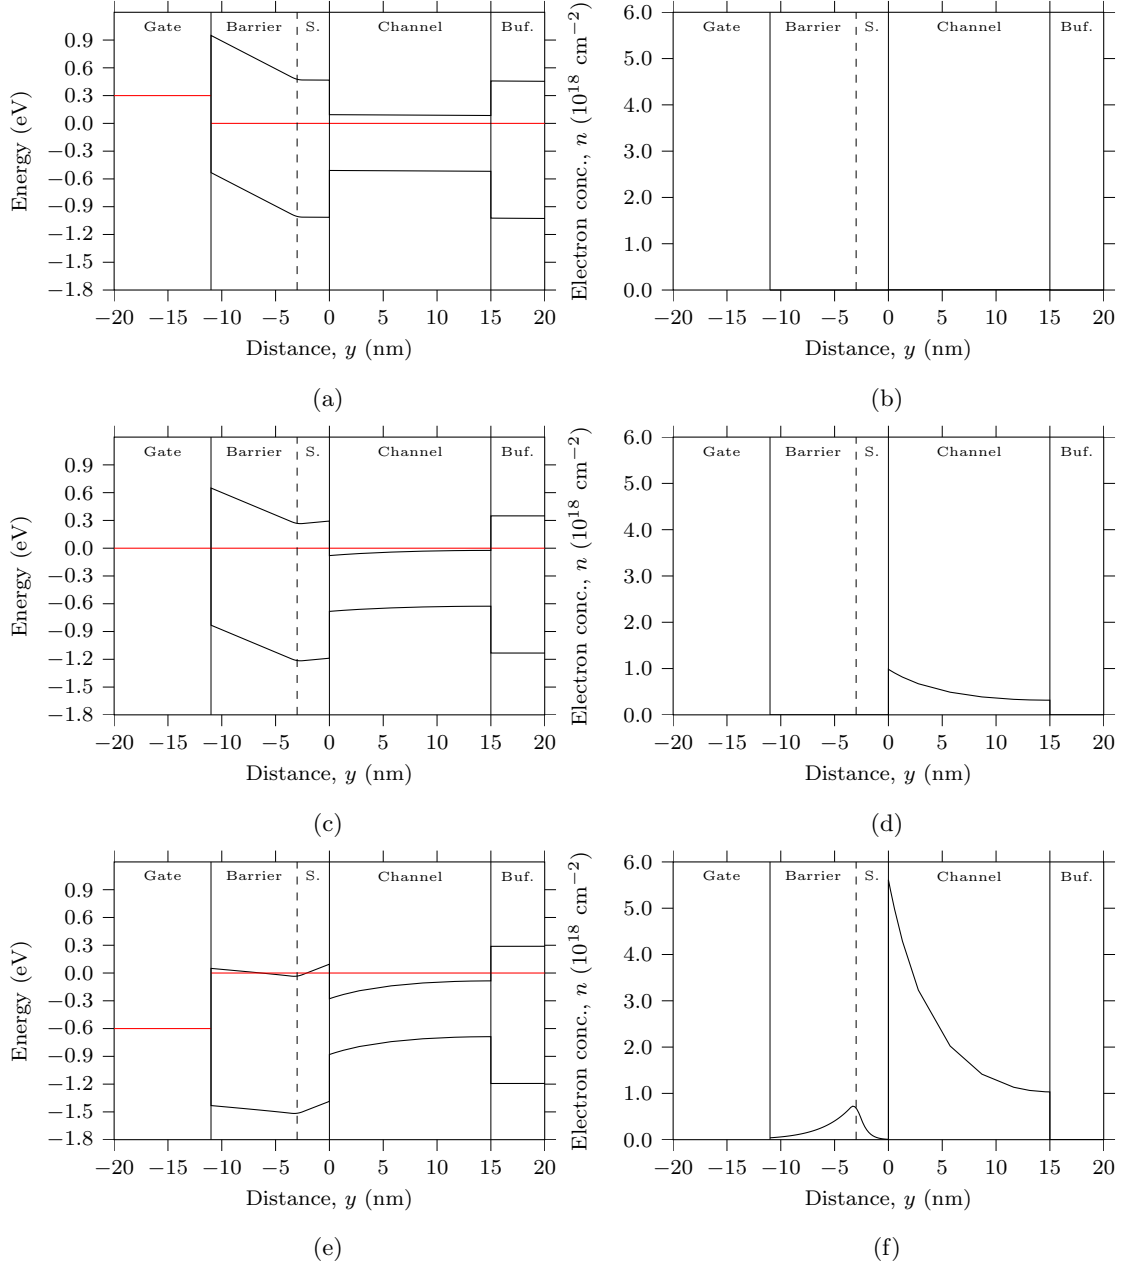 Gate Barrier S. Channel Buf.
0.9
0.6
0.3
0.0
−0.3
−0.6
−0.9
−1.2
−1.5
−1.8
Energy (eV)
−20 −15 −10 −5 0 5 10 15 20
Distance, y (nm)
(a)
Gate Barrier S. Channel Buf.
6.0
5.0
4.0
3.0
2.0
1.0
0.0
Electron conc., n (10^18 cm^−2)
−20 −15 −10 −5 0 5 10 15 20
Distance, y (nm)
(b)
Gate Barrier S. Channel Buf.
0.9
0.6
0.3
0.0
−0.3
−0.6
−0.9
−1.2
−1.5
−1.8
Energy (eV)
−20 −15 −10 −5 0 5 10 15 20
Distance, y (nm)
(c)
Gate Barrier S. Channel Buf.
6.0
5.0
4.0
3.0
2.0
1.0
0.0
Electron conc., n (10^18 cm^−2)
−20 −15 −10 −5 0 5 10 15 20
Distance, y (nm)
(d)
Gate Barrier S. Channel Buf.
0.9
0.6
0.3
0.0
−0.3
−0.6
−0.9
−1.2
−1.5
−1.8
Energy (eV)
−20 −15 −10 −5 0 5 10 15 20
Distance, y (nm)
(e)
Gate Barrier S. Channel Buf.
6.0
5.0
4.0
3.0
2.0
1.0
0.0
Electron conc., n (10^18 cm^−2)
−20 −15 −10 −5 0 5 10 15 20
Distance, y (nm)
(f)